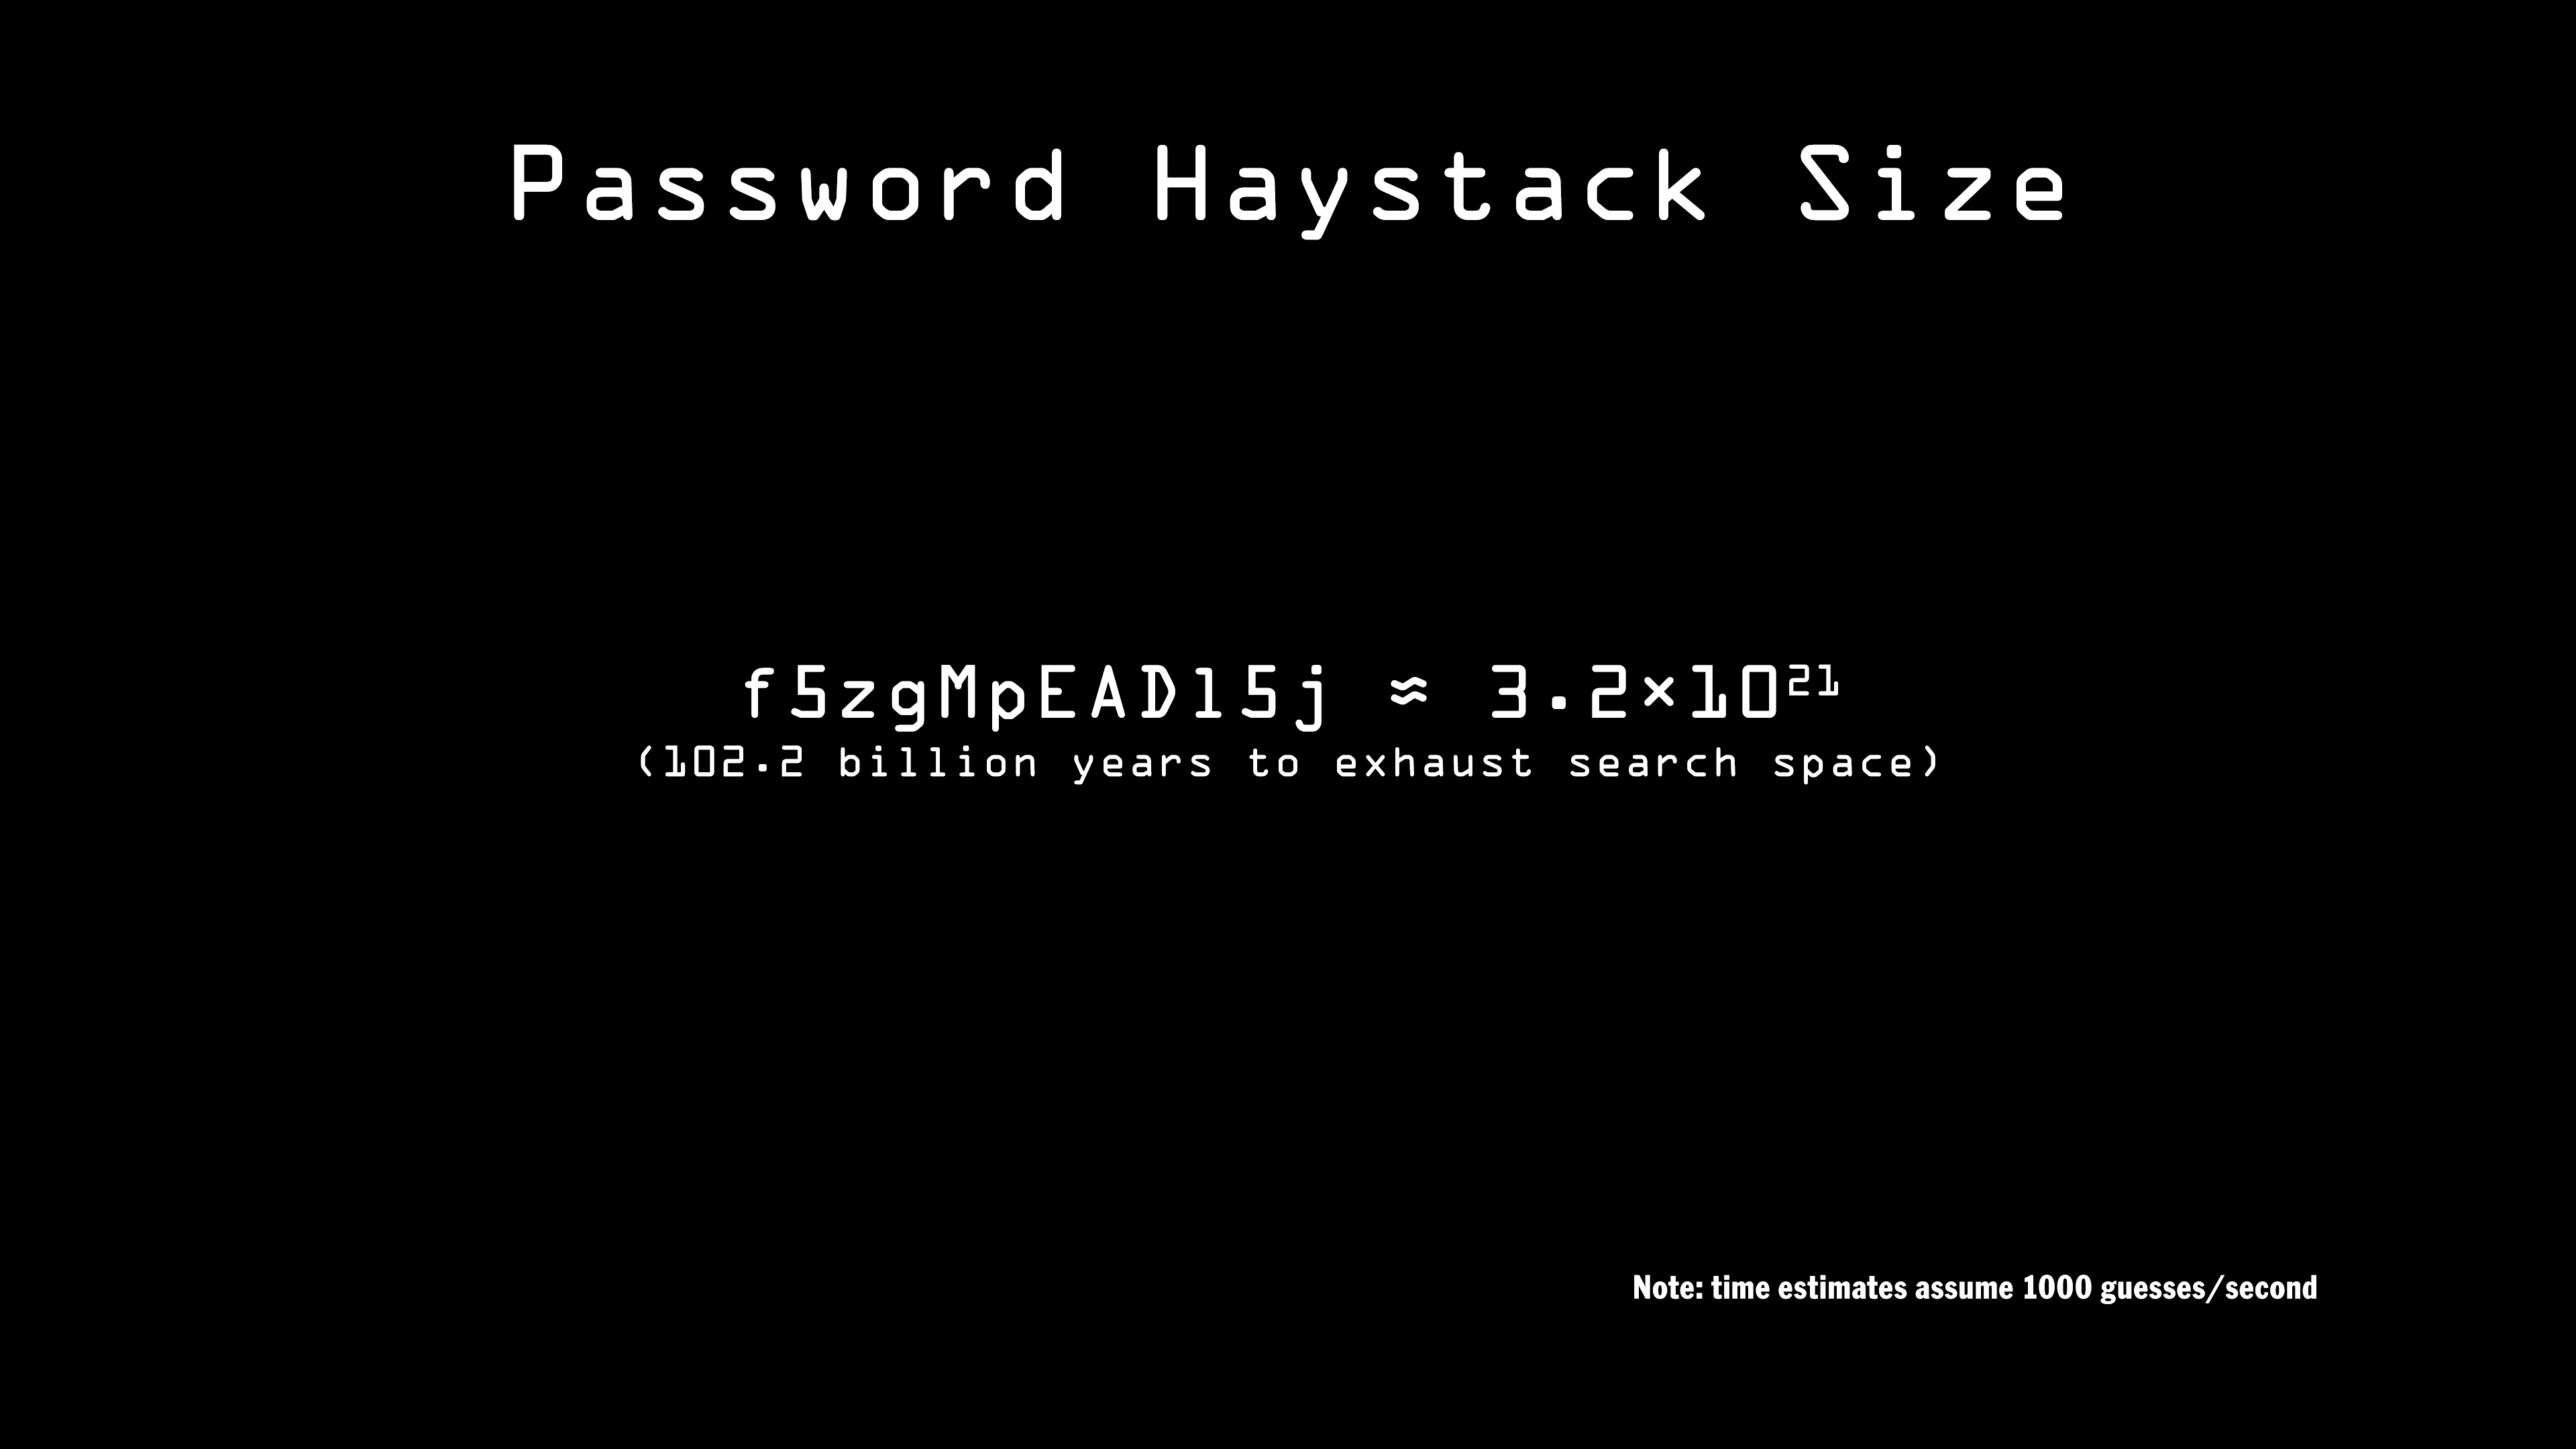 Password Haystack Size
f5zgMpEADl5j ≈ 3.2×10²¹
(102.2 billion years to exhaust search space)
Note: time estimates assume 1000 guesses/second